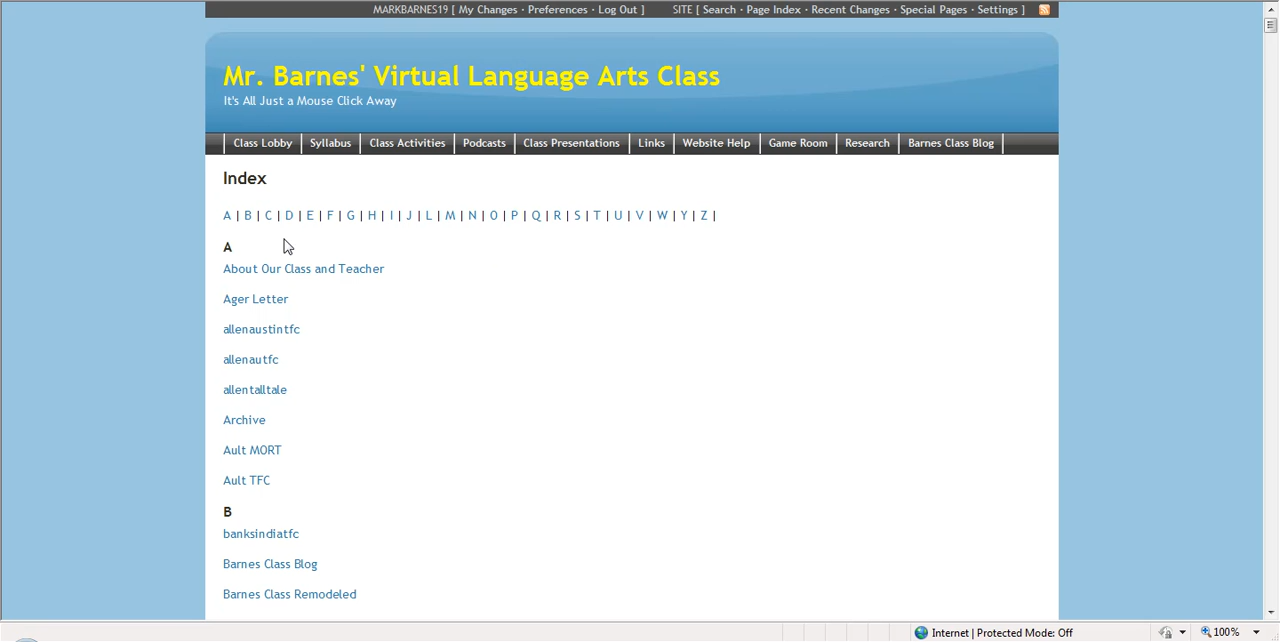 MARKBARNES19 [ My Changes · Preferences · Log Out ] SITE [ Search · Page Index · Recent Changes · Special Pages · Settings ]
Mr. Barnes' Virtual Language Arts Class
It's All Just a Mouse Click Away
Class Lobby Syllabus Class Activities Podcasts Class Presentations Links Website Help Game Room Research Barnes Class Blog
Index
A | B | C | D | E | F | G | H | I | J | L | M | N | O | P | Q | R | S | T | U | V | W | Y | Z |
A
About Our Class and Teacher
Ager Letter
allenaustintfc
allenautfc
allentalltale
Archive
Ault MORT
Ault TFC
B
banksindiatfc
Barnes Class Blog
Barnes Class Remodeled
Internet | Protected Mode: Off 100%